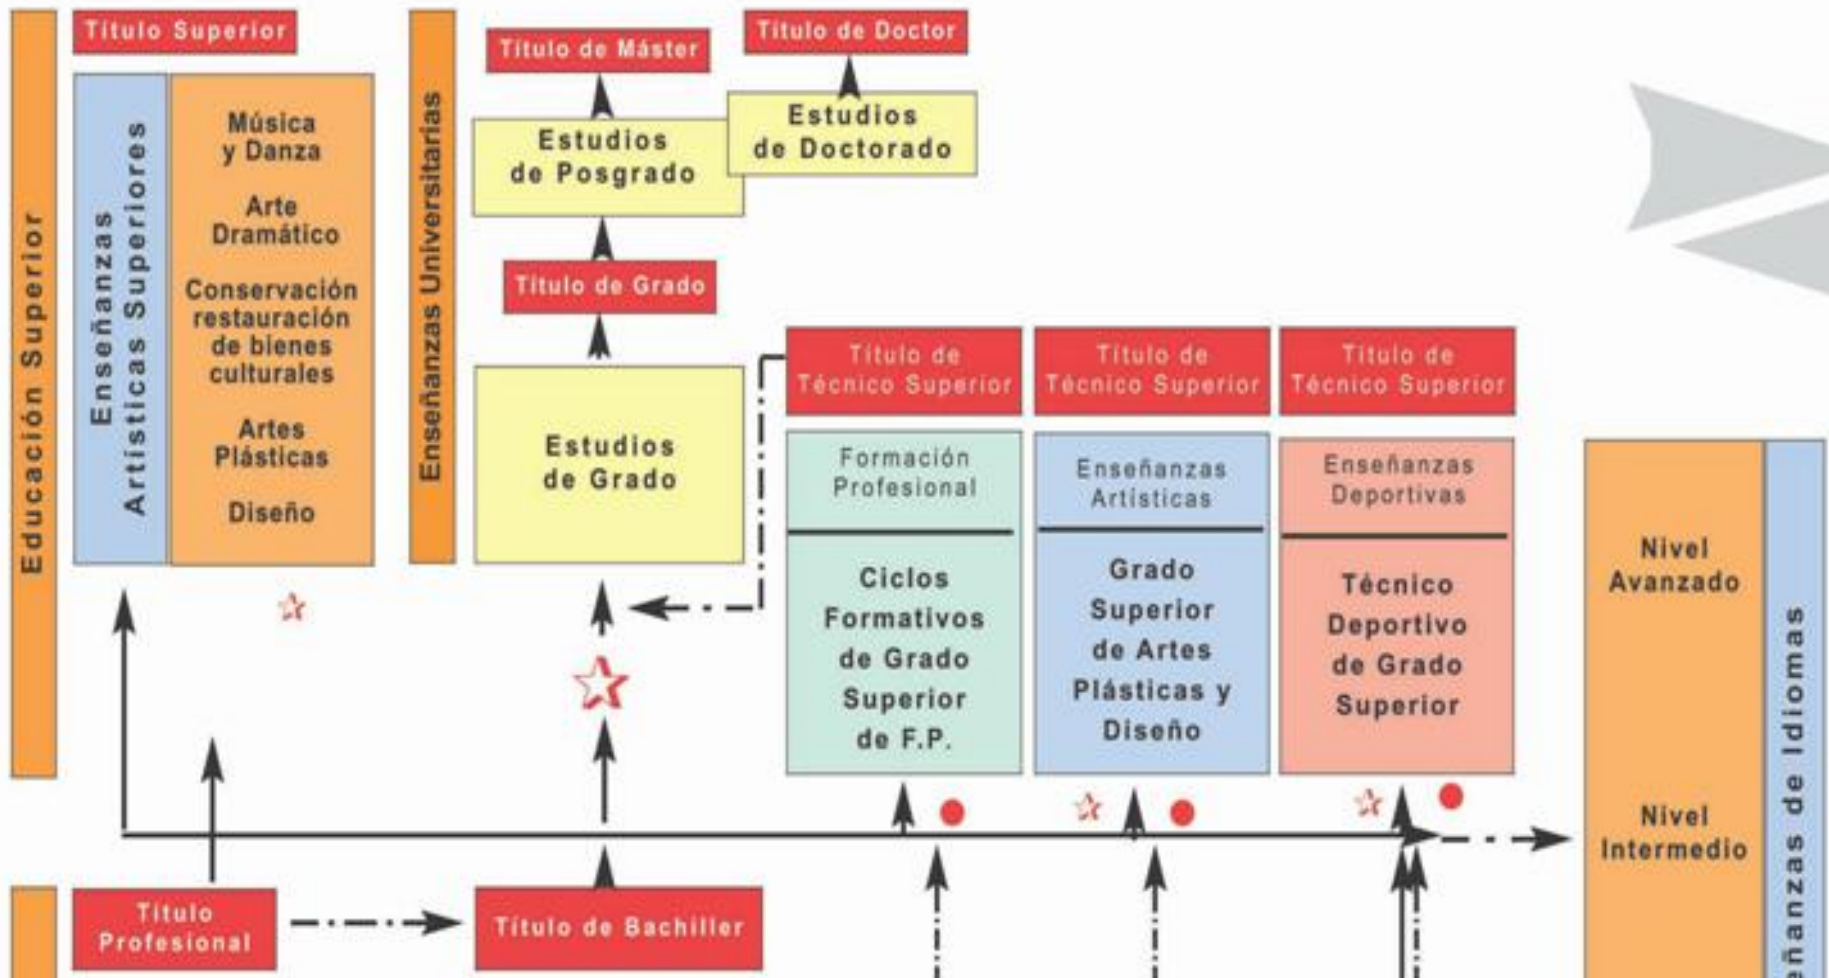 Educación Superior
Título Superior
Enseñanzas
Artísticas Superiores
Música
y Danza
Arte
Dramático
Conservación
restauración
de bienes
culturales
Artes
Plásticas
Diseño
Enseñanzas Universitarias
Título de Máster
Título de Doctor
Estudios
de Posgrado
Estudios
de Doctorado
Título de Grado
Estudios
de Grado
Título de
Técnico Superior
Título de
Técnico Superior
Título de
Técnico Superior
Formación
Profesional
Ciclos
Formativos
de Grado
Superior
de F.P.
Enseñanzas
Artísticas
Grado
Superior
de Artes
Plásticas y
Diseño
Enseñanzas
Deportivas
Técnico
Deportivo
de Grado
Superior
Nivel
Avanzado
Nivel
Intermedio
eñanzas de Idiomas
Título
Profesional
Título de Bachiller